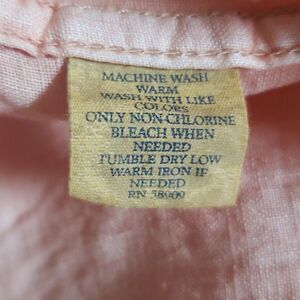 MACHINE WASH
WARM
WASH WITH LIKE
COLORS
ONLY NON-CHLORINE
BLEACH WHEN
NEEDED
TUMBLE DRY LOW
WARM IRON IF
NEEDED
RN 58909